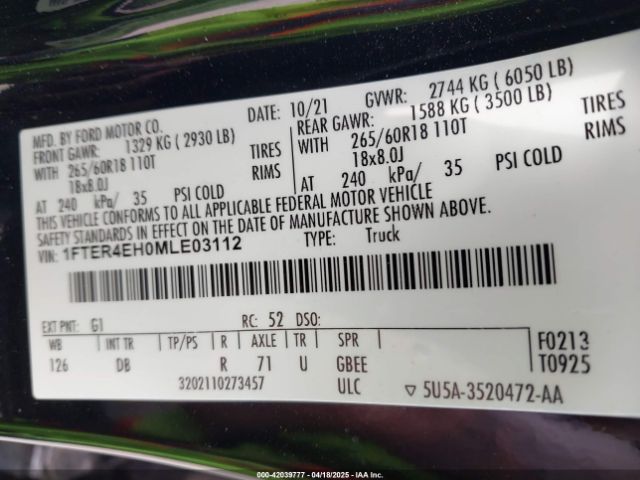 MFD. BY FORD MOTOR CO.
DATE: 10/21 GVWR: 2744 KG ( 6050 LB)
FRONT GAWR: 1329 KG ( 2930 LB) REAR GAWR: 1588 KG ( 3500 LB)
WITH 265/60R18 110T TIRES WITH 265/60R18 110T TIRES
18x8.0J RIMS 18x8.0J RIMS
AT 240 kPa/ 35 PSI COLD AT 240 kPa/ 35 PSI COLD
THIS VEHICLE CONFORMS TO ALL APPLICABLE FEDERAL MOTOR VEHICLE
SAFETY STANDARDS IN EFFECT ON THE DATE OF MANUFACTURE SHOWN ABOVE.
VIN: 1FTER4EH0MLE03112 TYPE: Truck
EXT PNT: G1 RC: 52 DSO:
WB INT TR TP/PS R AXLE TR SPR F0213
126 DB R 71 U GBEE T0925
3202110273457 ULC ▽ 5U5A-3520472-AA
000-42039777 - 04/18/2025 - IAA Inc.